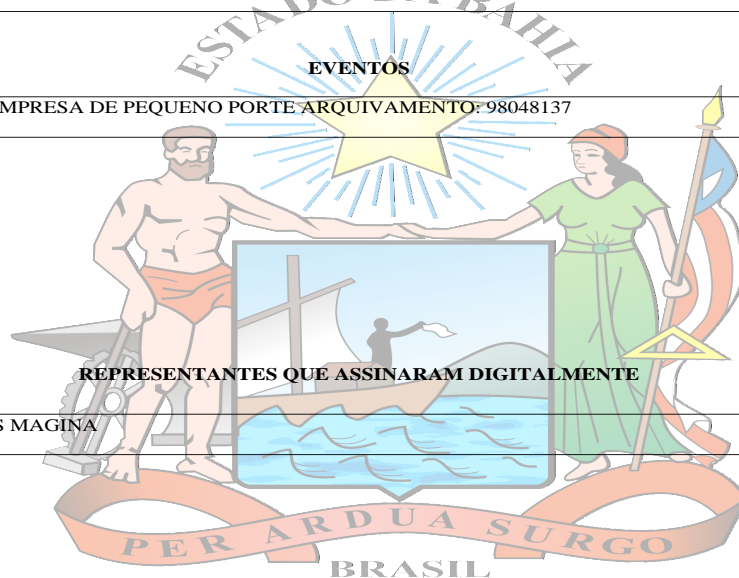 ESTADO DA BAHIA
EVENTOS
MPRESA DE PEQUENO PORTE ARQUIVAMENTO: 98048137
REPRESENTANTES QUE ASSINARAM DIGITALMENTE
S MAGINA
PER ARDUA SURGO
BRASIL